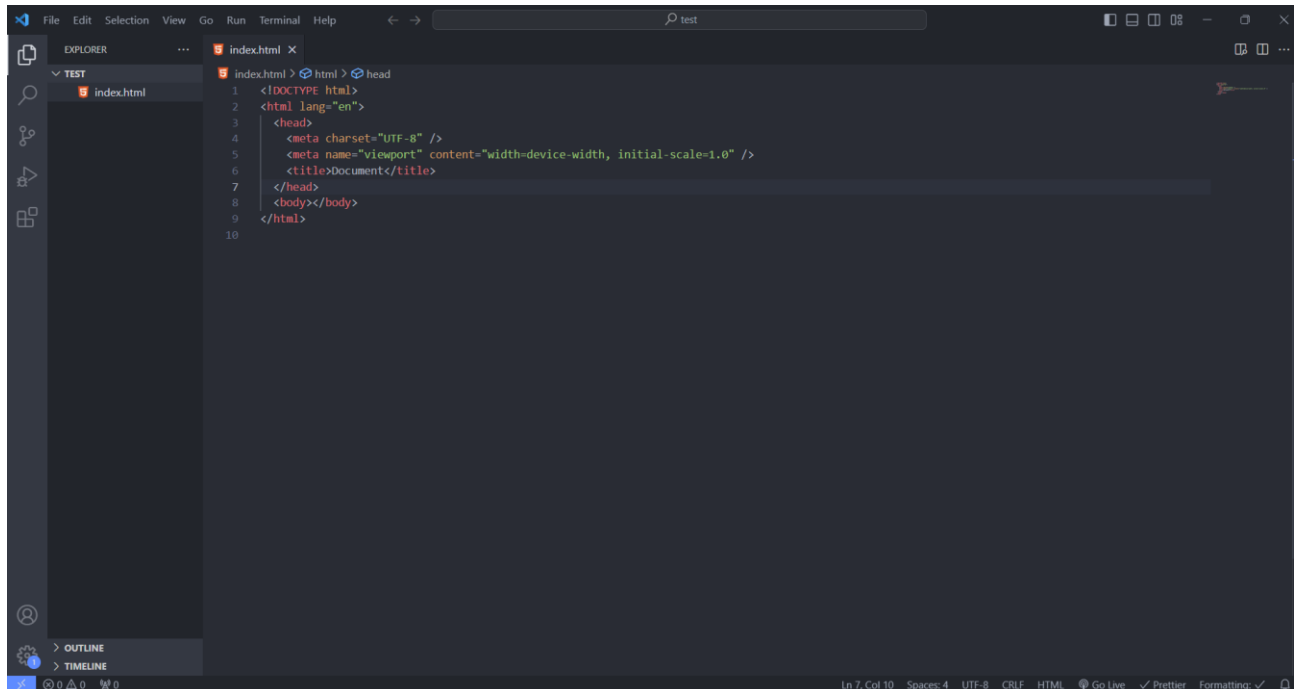 File Edit Selection View Go Run Terminal Help
test
EXPLORER
index.html
TEST
index.html > html > head
index.html
1 <!DOCTYPE html>
2 <html lang="en">
3 <head>
4 <meta charset="UTF-8" />
5 <meta name="viewport" content="width=device-width, initial-scale=1.0" />
6 <title>Document</title>
7 </head>
8 <body></body>
9 </html>
10
OUTLINE
1
TIMELINE
0 0 0 Ln 7, Col 10 Spaces: 4 UTF-8 CRLF HTML Go Live Prettier Formatting: ✓